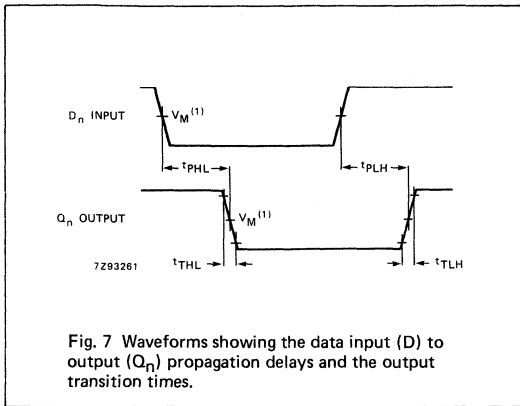 Dn INPUT
VM(1)
tPHL
tPLH
Qn OUTPUT
VM(1)
7Z93261
tTHL
tTLH
Fig. 7 Waveforms showing the data input (D) to
output (Qn) propagation delays and the output
transition times.